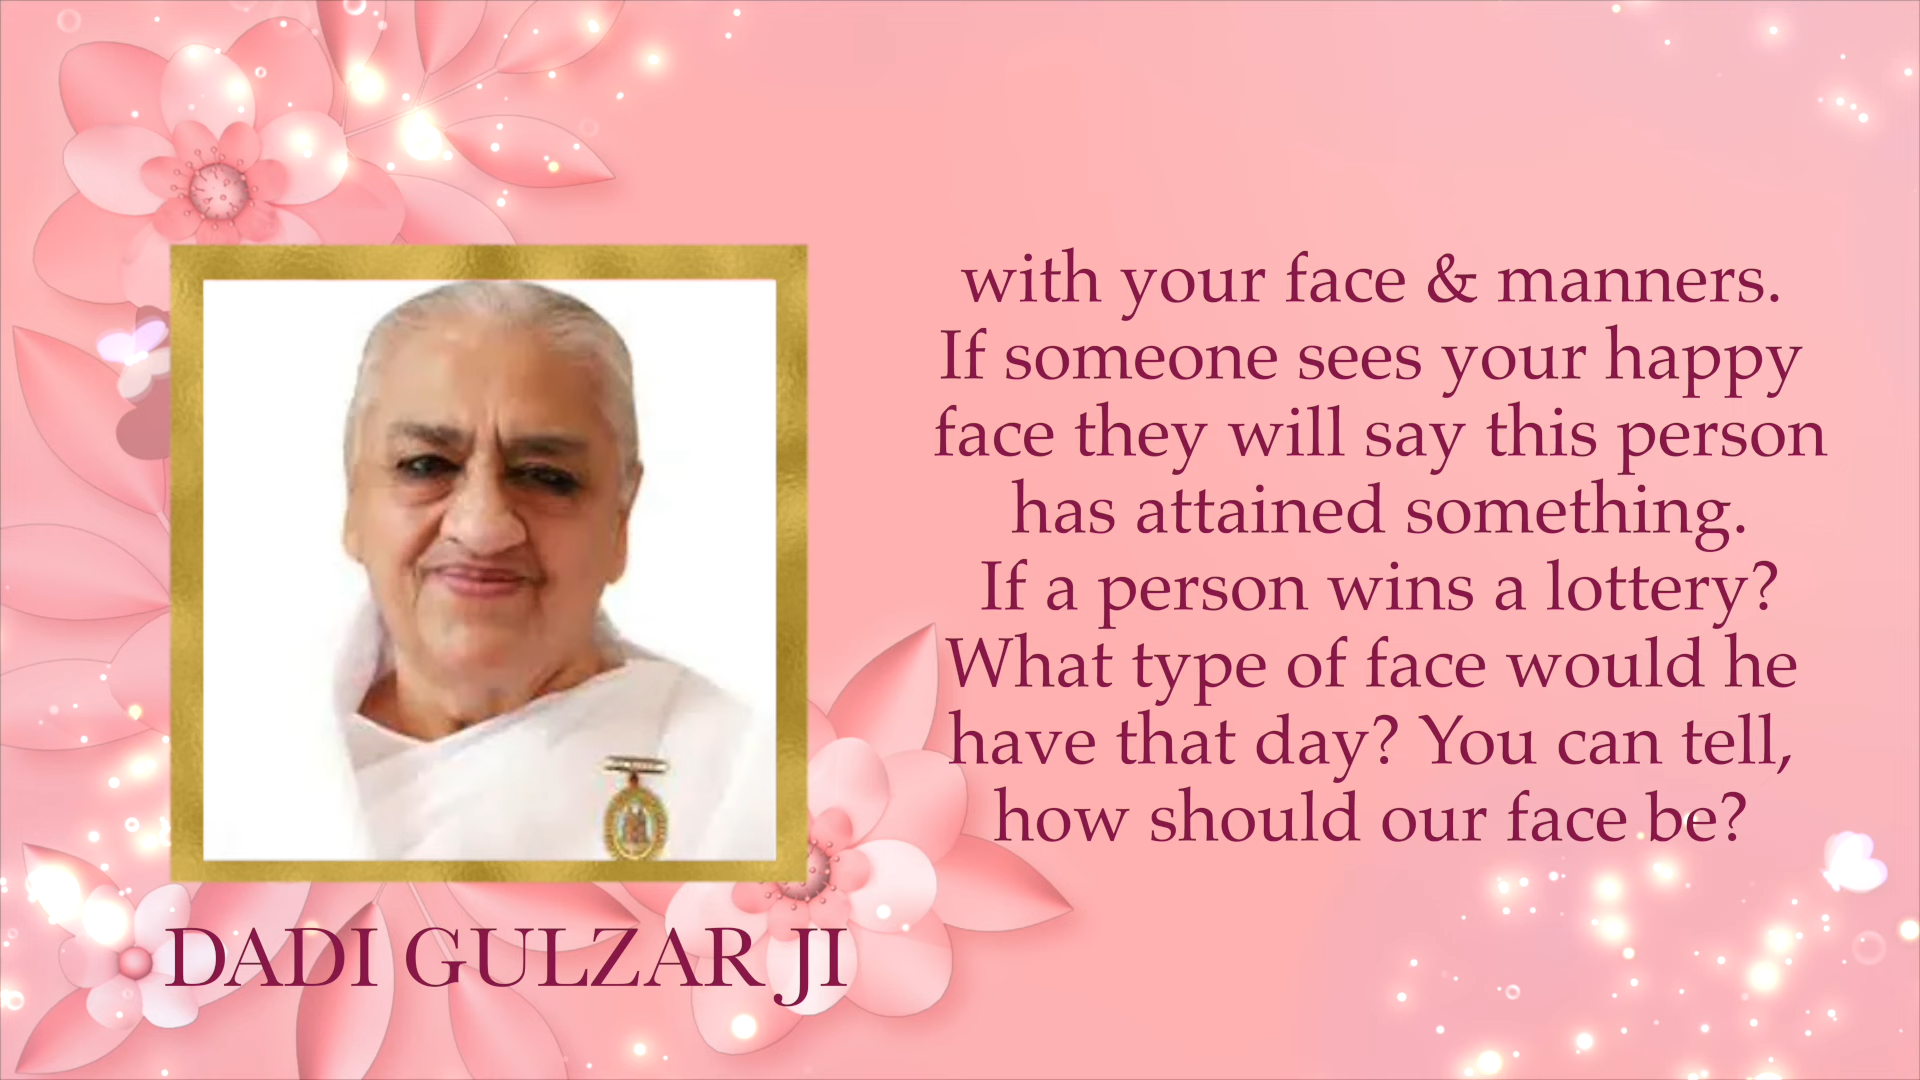 with your face & manners.
If someone sees your happy
face they will say this person
has attained something.
If a person wins a lottery?
What type of face would he
have that day? You can tell,
how should our face be?
DADI GULZAR JI